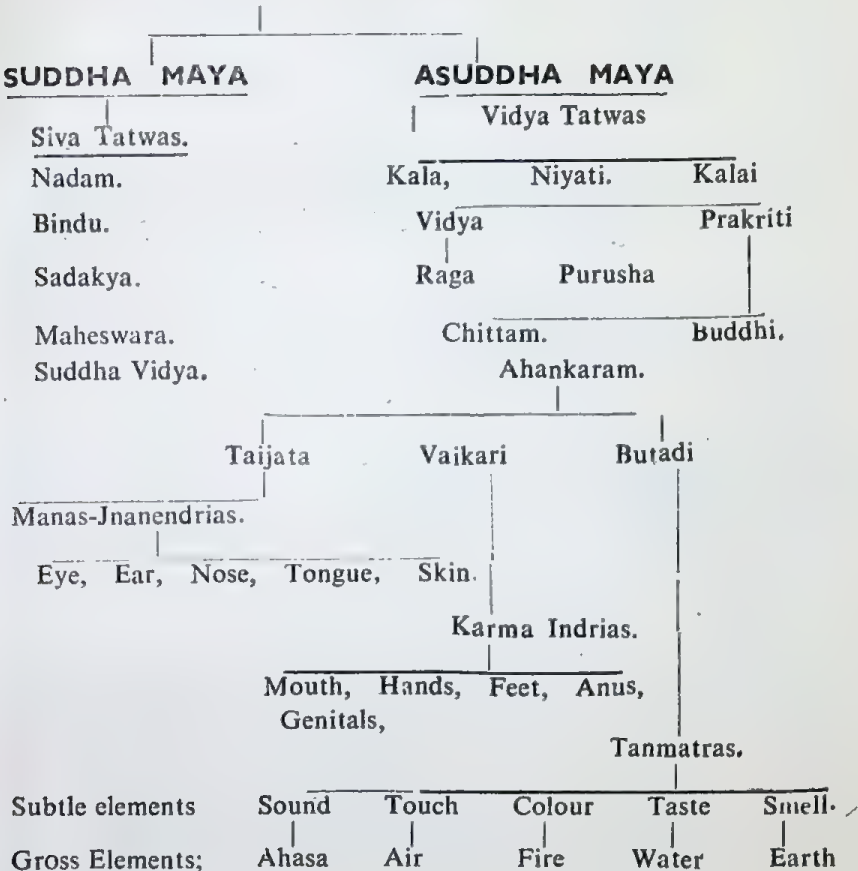 SUDDHA MAYA ASUDDHA MAYA
Siva Tatwas. Vidya Tatwas
Nadam. Kala, Niyati. Kalai
Bindu. Vidya Prakriti
Sadakya. Raga Purusha
Maheswara. Chittam. Buddhi.
Suddha Vidya. Ahankaram.
Taijata Vaikari Butadi
Manas-Jnanendrias.
Eye, Ear, Nose, Tongue, Skin.
Karma Indrias.
Mouth, Hands, Feet, Anus,
Genitals,
Tanmatras.
Subtle elements Sound Touch Colour Taste Smell.
Gross Elements; Ahasa Air Fire Water Earth